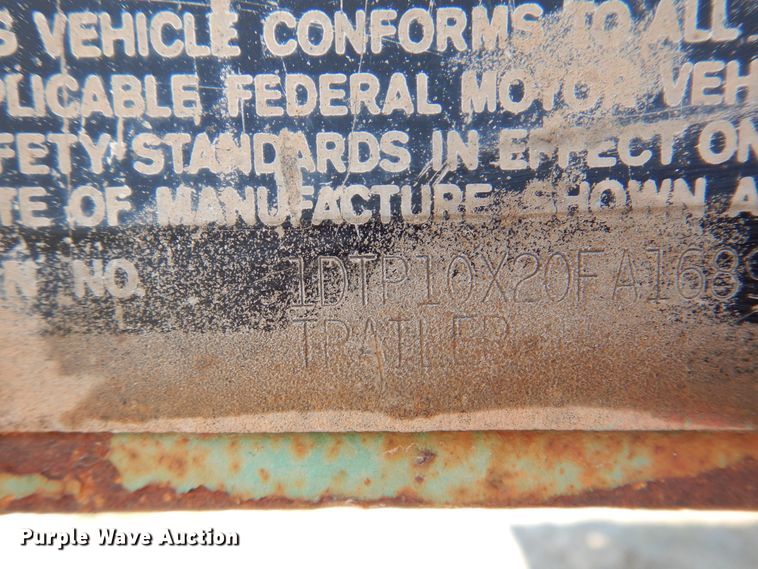 S VEHICLE CONFORMS TO ALL
PLICABLE FEDERAL MOTOR VEH
FETY STANDARDS IN EFFECT ON
TE OF MANUFACTURE SHOWN A
N NO. 1DTP10X20FA1689
TRAILER
Purple Wave Auction